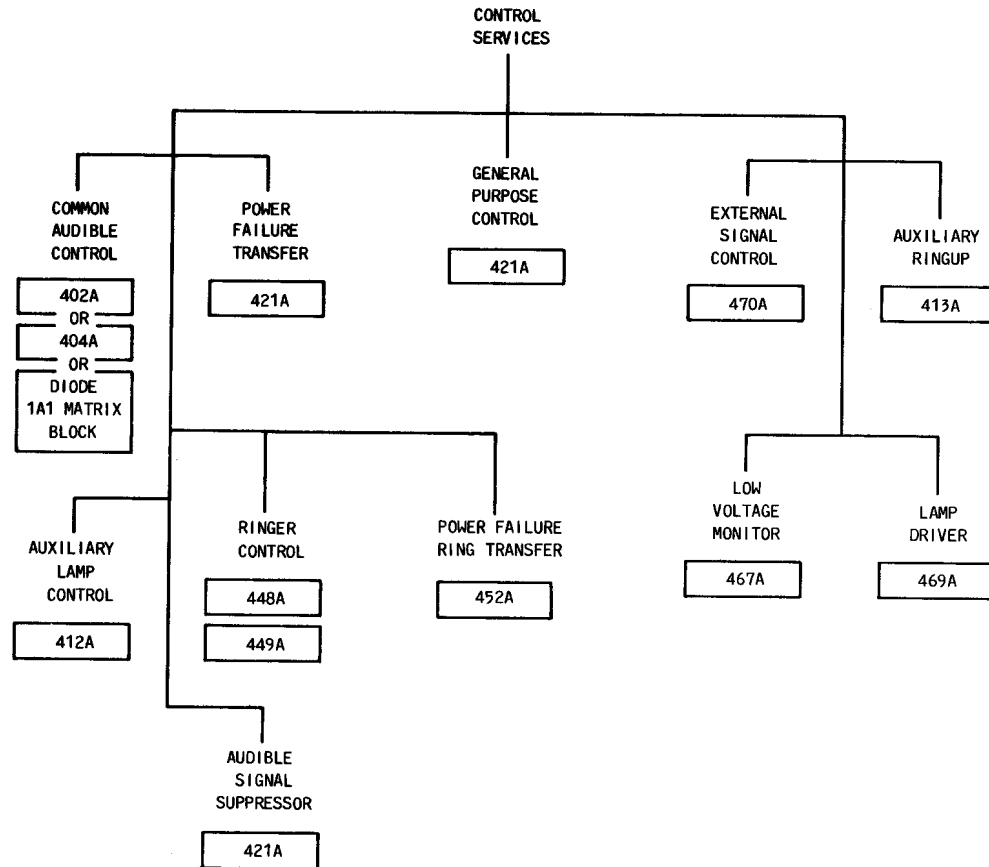 CONTROL
SERVICES
COMMON
AUDIBLE
CONTROL
402A
OR
404A
OR
DIODE
1A1 MATRIX
BLOCK
POWER
FAILURE
TRANSFER
421A
GENERAL
PURPOSE
CONTROL
421A
EXTERNAL
SIGNAL
CONTROL
470A
AUXILIARY
RINGUP
413A
AUXILIARY
LAMP
CONTROL
412A
RINGER
CONTROL
448A
449A
POWER FAILURE
RING TRANSFER
452A
LOW
VOLTAGE
MONITOR
467A
LAMP
DRIVER
469A
AUDIBLE
SIGNAL
SUPPRESSOR
421A